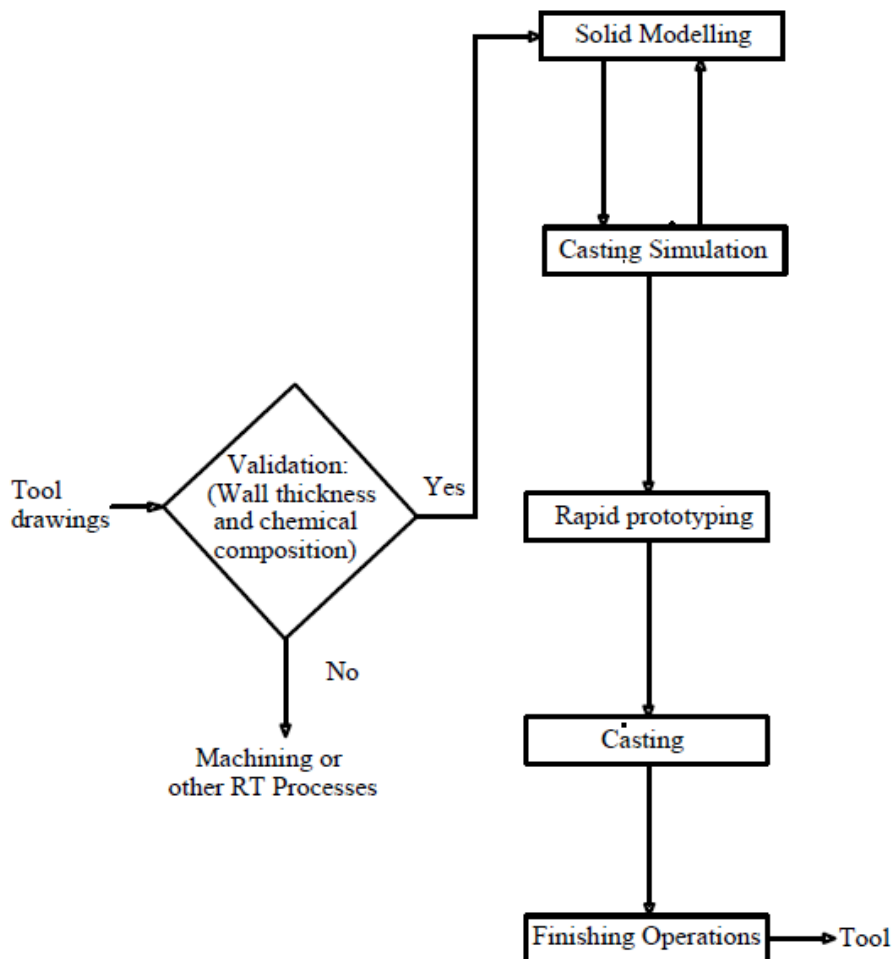 Solid Modelling
Casting Simulation
Validation:
(Wall thickness
and chemical
composition)
Yes
Tool
drawings
Rapid prototyping
No
Machining or
other RT Processes
Casting
Finishing Operations
Tool